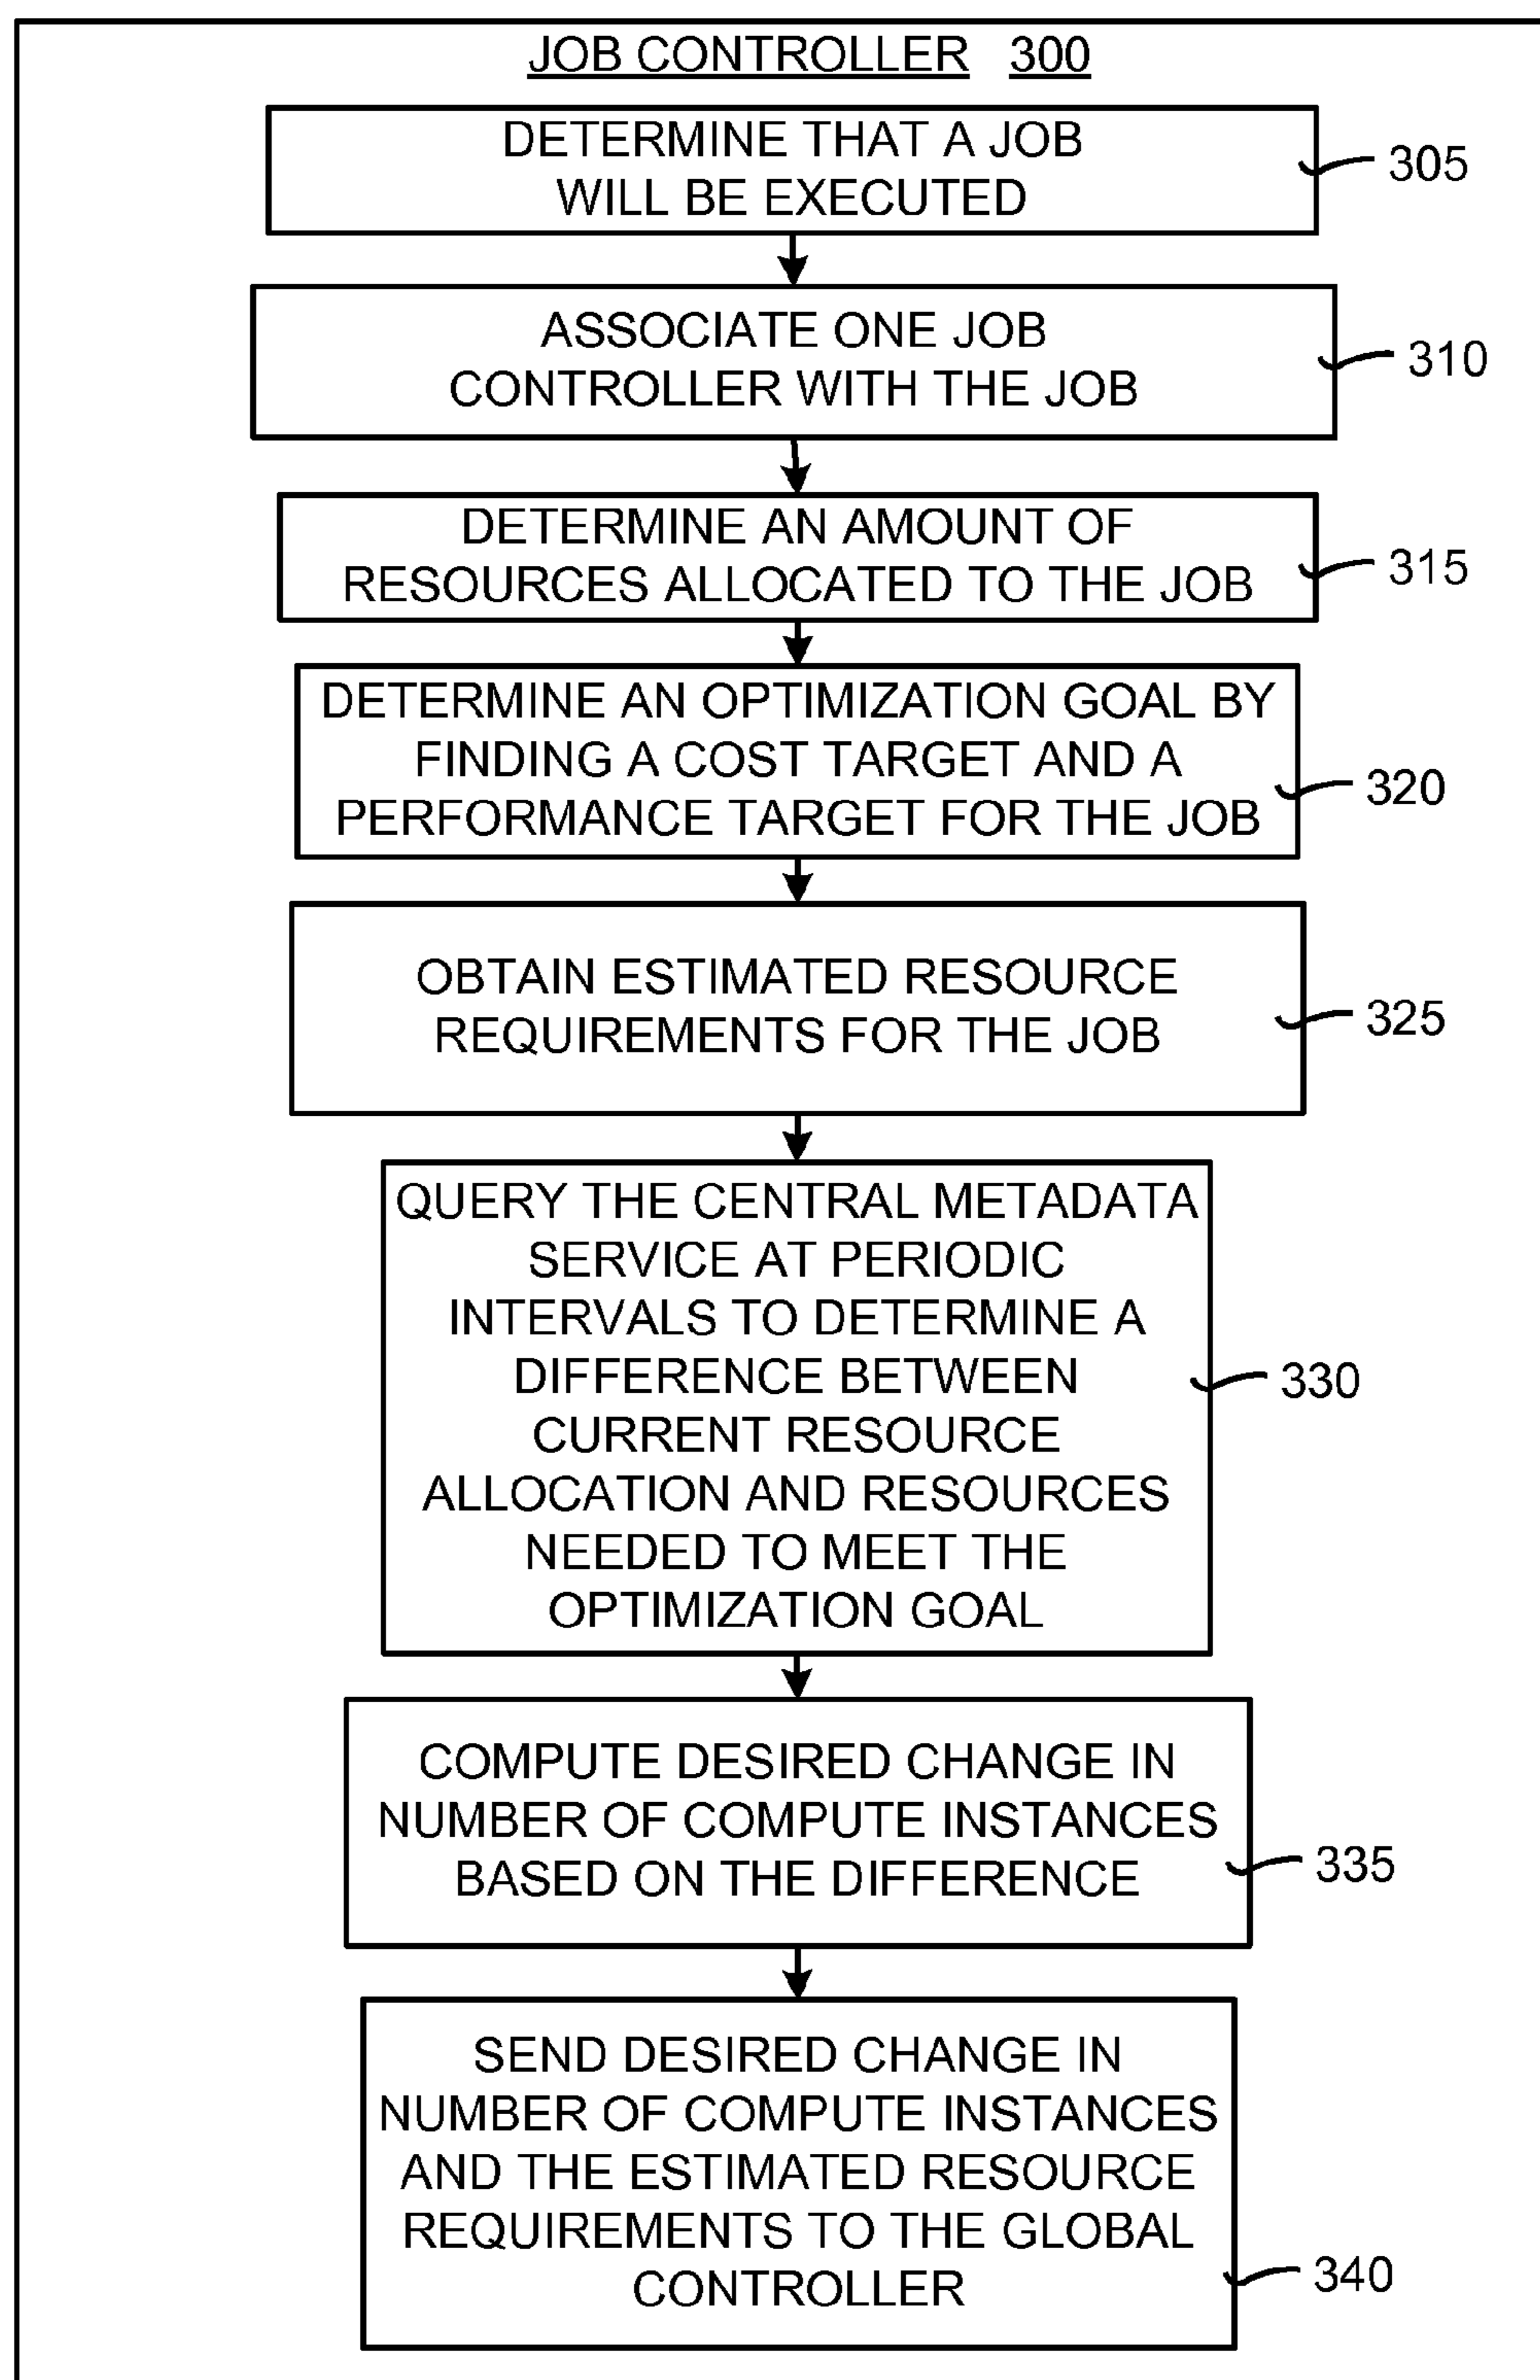 JOB CONTROLLER 300
DETERMINE THAT A JOB
WILL BE EXECUTED
305
ASSOCIATE ONE JOB
CONTROLLER WITH THE JOB
310
DETERMINE AN AMOUNT OF
RESOURCES ALLOCATED TO THE JOB
315
DETERMINE AN OPTIMIZATION GOAL BY
FINDING A COST TARGET AND A
PERFORMANCE TARGET FOR THE JOB
320
OBTAIN ESTIMATED RESOURCE
REQUIREMENTS FOR THE JOB
325
QUERY THE CENTRAL METADATA
SERVICE AT PERIODIC
INTERVALS TO DETERMINE A
DIFFERENCE BETWEEN
CURRENT RESOURCE
ALLOCATION AND RESOURCES
NEEDED TO MEET THE
OPTIMIZATION GOAL
330
COMPUTE DESIRED CHANGE IN
NUMBER OF COMPUTE INSTANCES
BASED ON THE DIFFERENCE
335
SEND DESIRED CHANGE IN
NUMBER OF COMPUTE INSTANCES
AND THE ESTIMATED RESOURCE
REQUIREMENTS TO THE GLOBAL
CONTROLLER
340